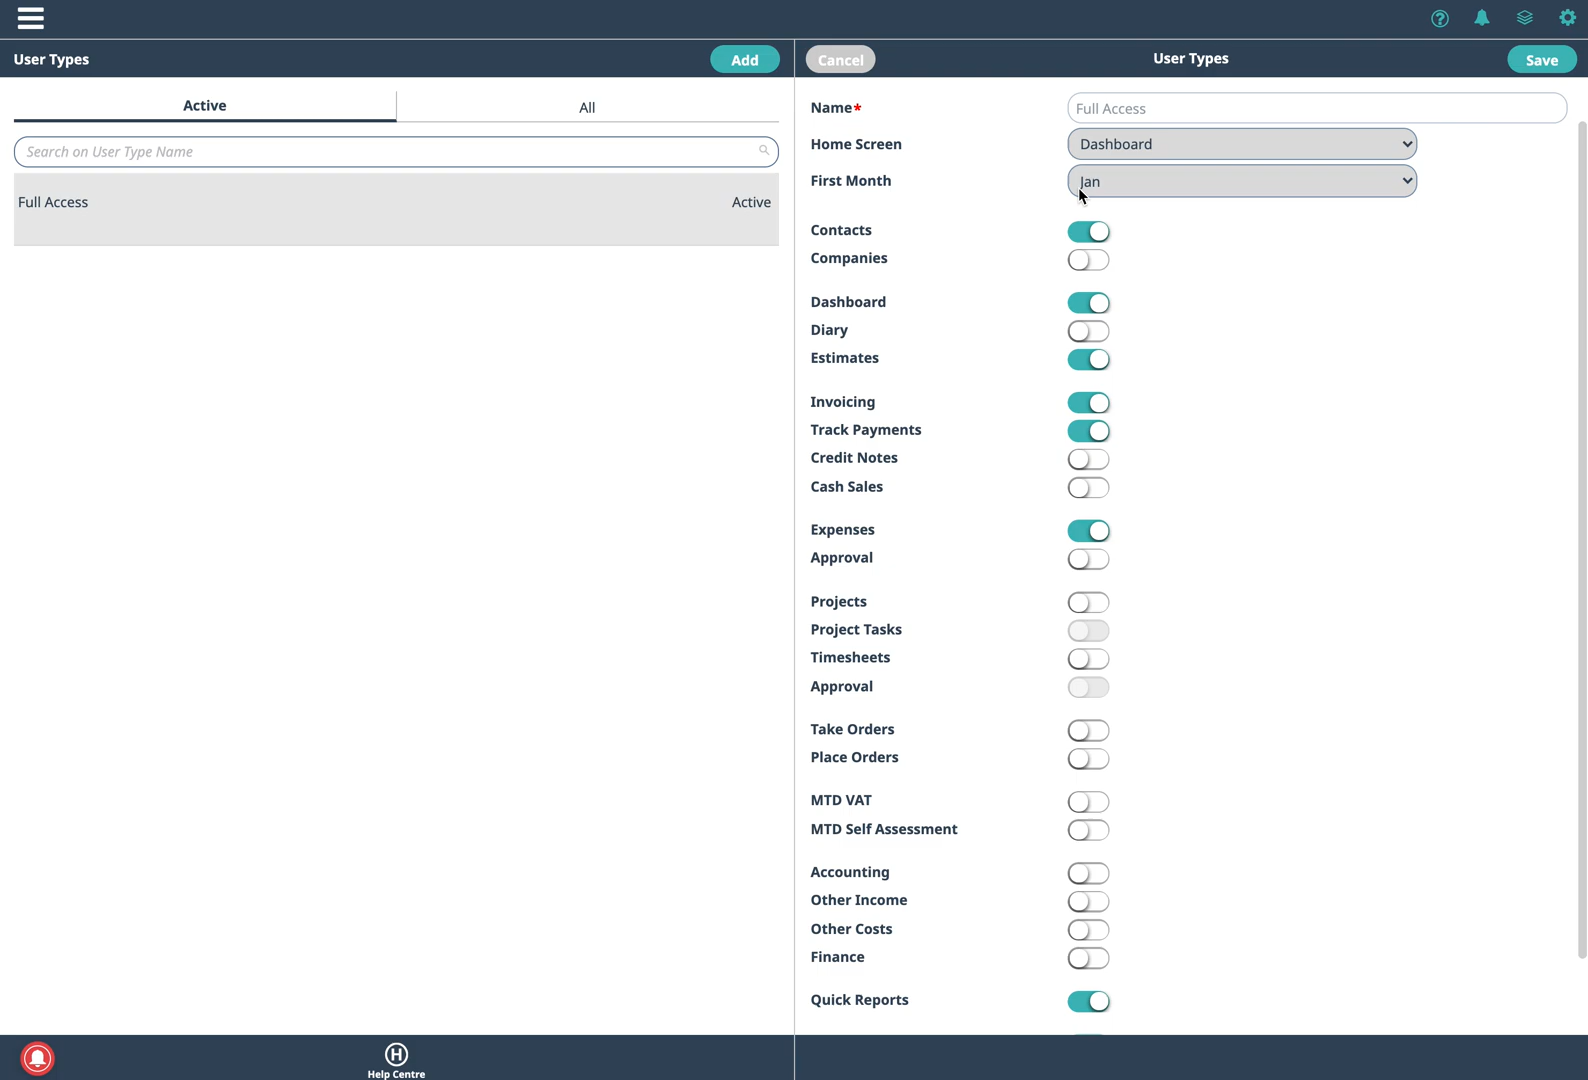 User Types
Add
Cancel
User Types
Save
Active
All
Search on User Type Name
Full Access
Active
Name*
Full Access
Home Screen
Dashboard
First Month
Jan
Contacts
Companies
Dashboard
Diary
Estimates
Invoicing
Track Payments
Credit Notes
Cash Sales
Expenses
Approval
Projects
Project Tasks
Timesheets
Approval
Take Orders
Place Orders
MTD VAT
MTD Self Assessment
Accounting
Other Income
Other Costs
Finance
Quick Reports
H
Help Centre